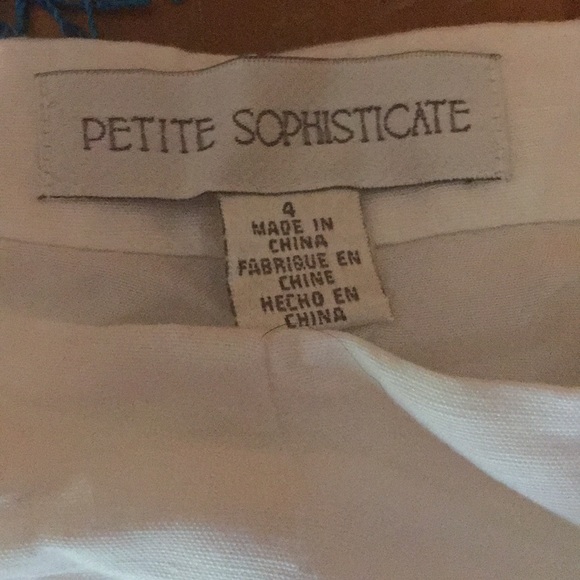 PETITE SOPHISTICATE
4
MADE IN
CHINA
FABRIQUE EN
CHINE
HECHO EN
CHINA